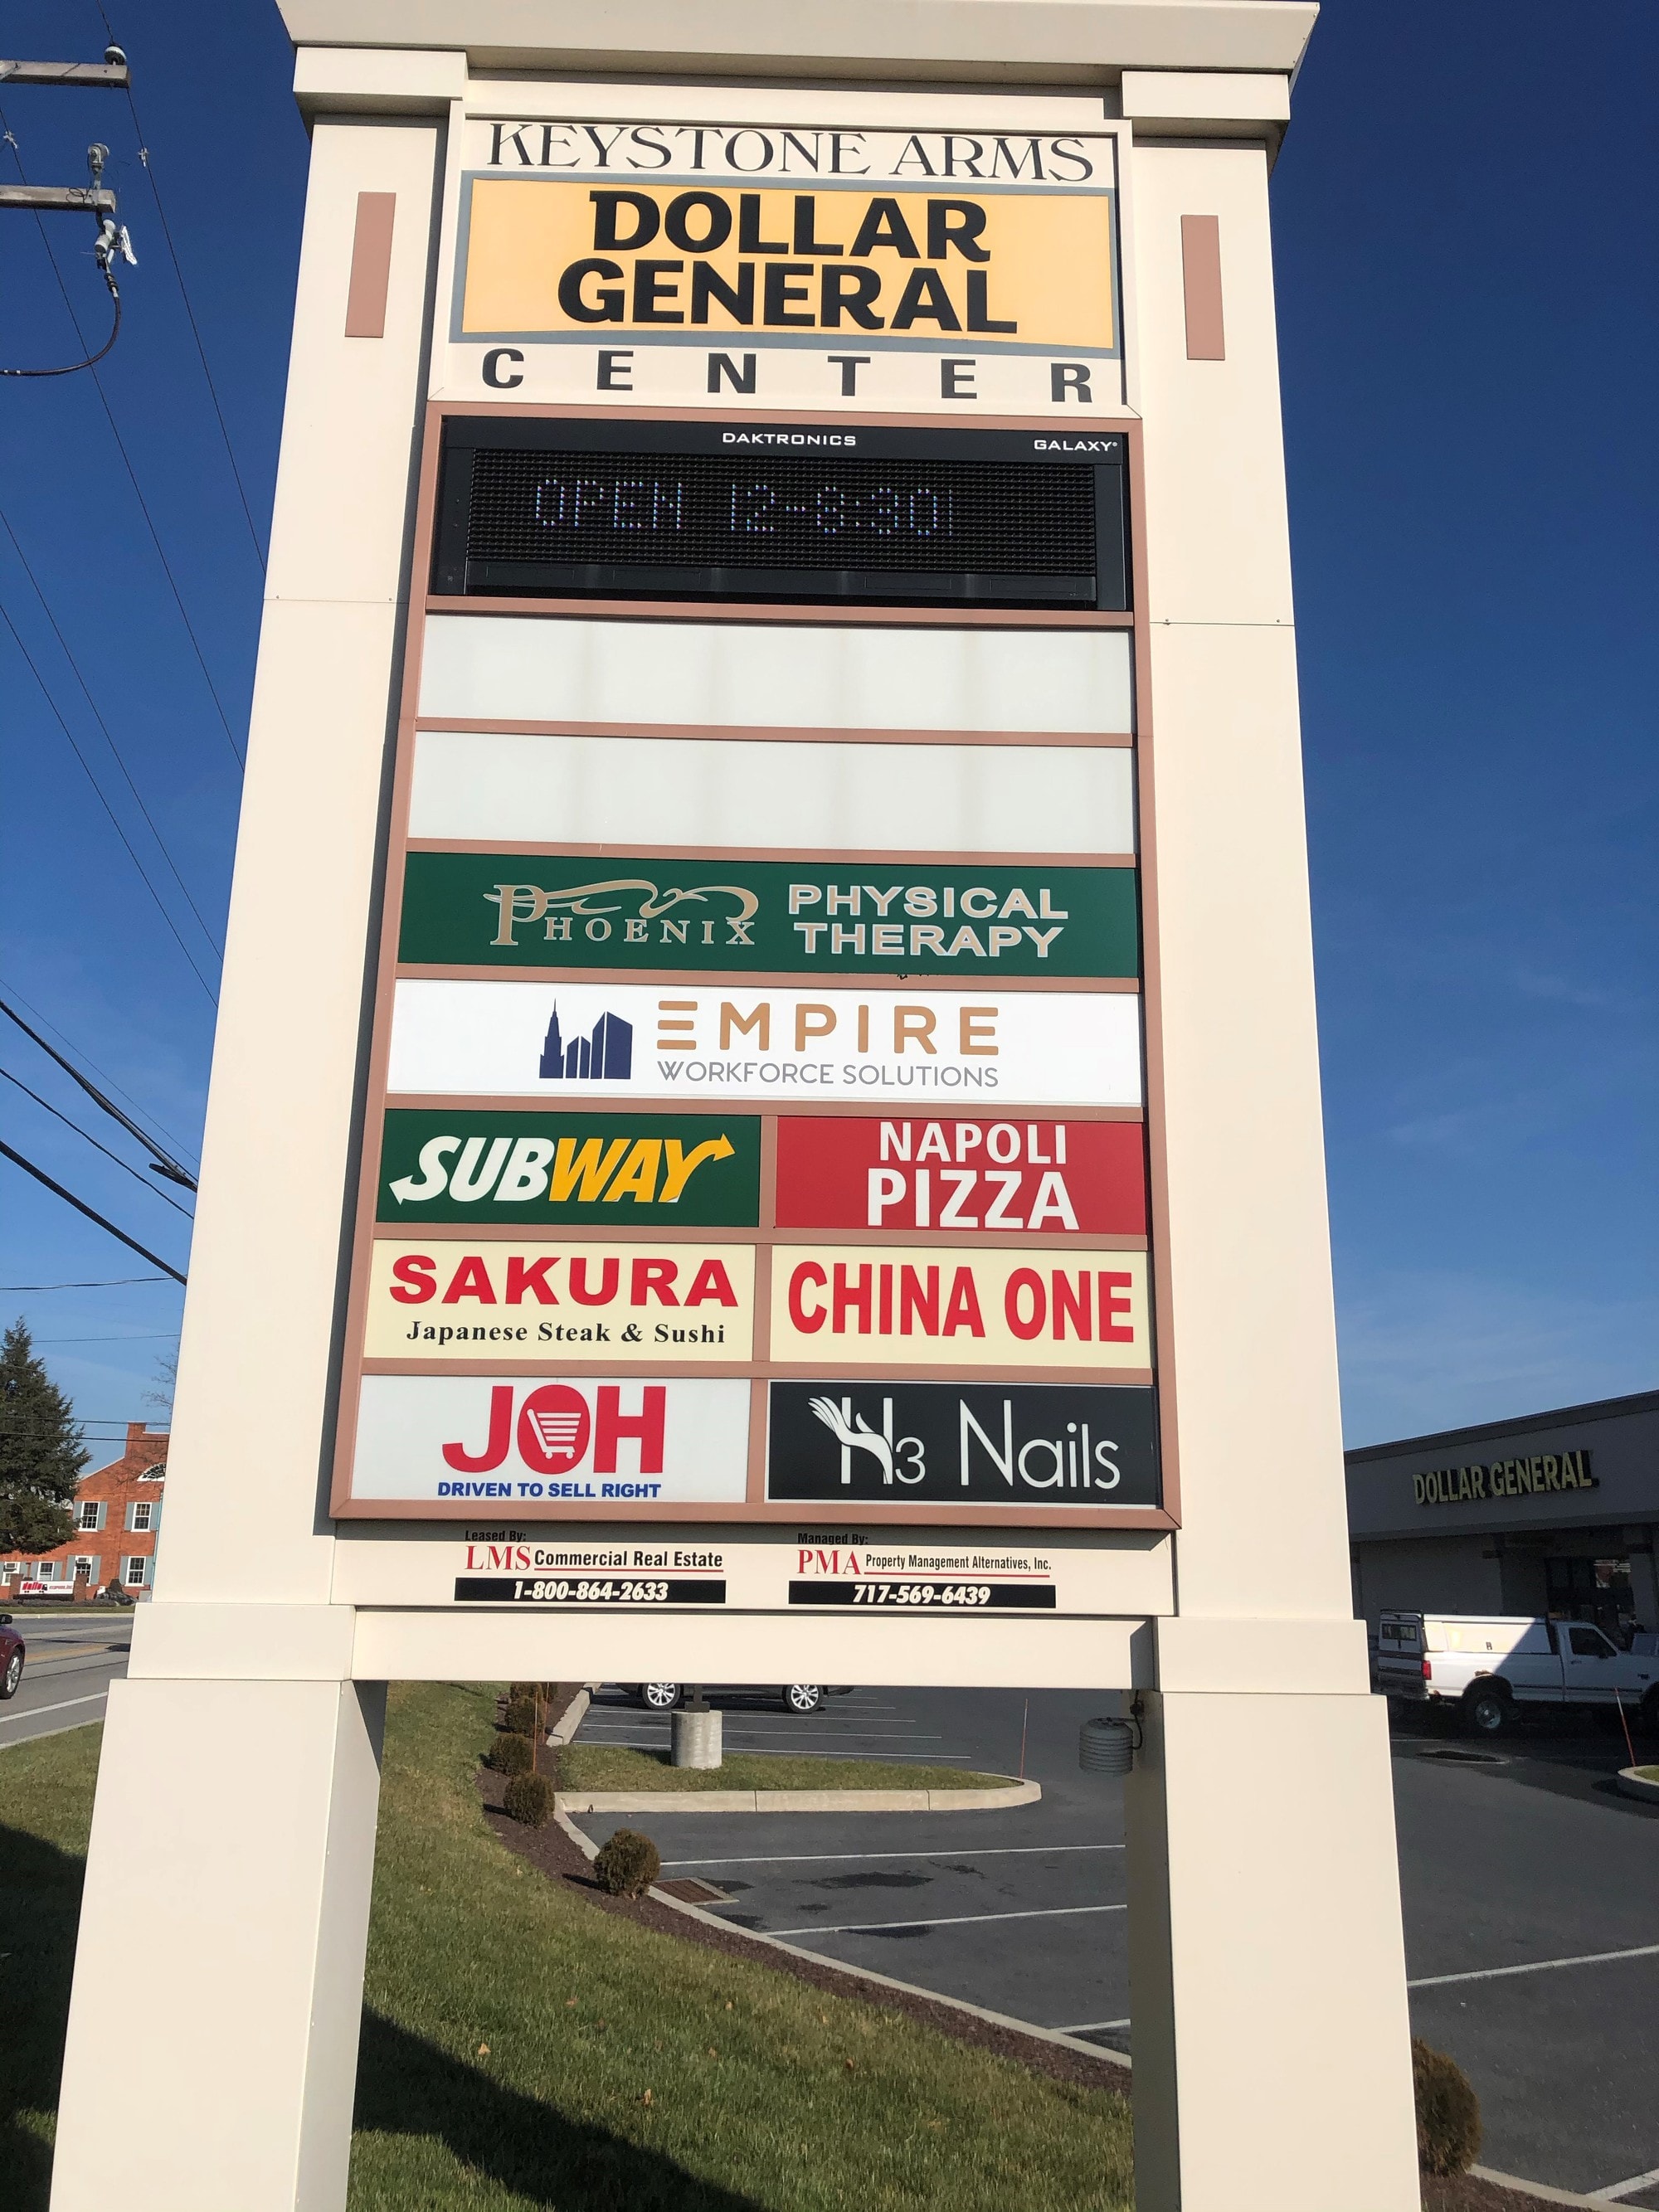 KEYSTONE ARMS
DOLLAR
GENERAL
CENTER
DAKTRONICS GALAXY®
OPEN 12-8:30!
PHOENIX PHYSICAL
THERAPY
EMPIRE
WORKFORCE SOLUTIONS
SUBWAY
NAPOLI
PIZZA
SAKURA
Japanese Steak & Sushi
CHINA ONE
JOH
DRIVEN TO SELL RIGHT
H3 Nails
Leased By:
LMS Commercial Real Estate
1-800-864-2633
Managed By:
PMA Property Management Alternatives, Inc.
717-569-6439
DOLLAR GENERAL